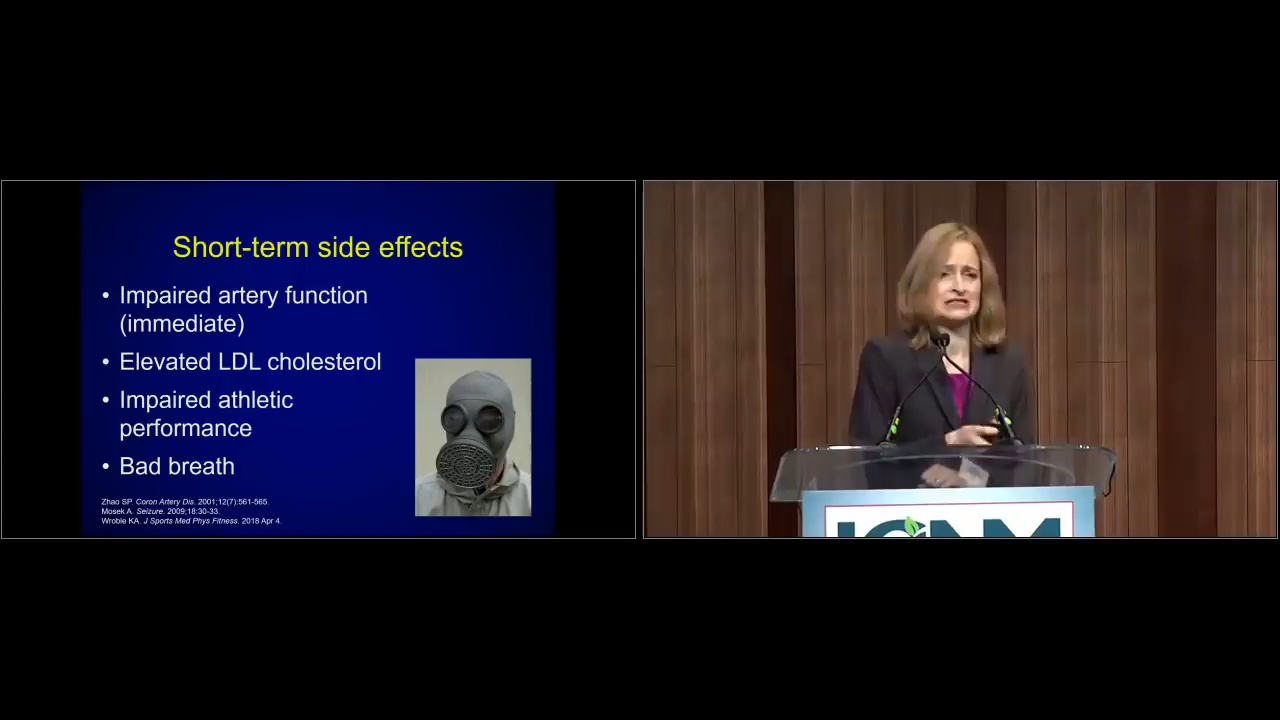 Short-term side effects
• Impaired artery function
(immediate)
• Elevated LDL cholesterol
• Impaired athletic
performance
• Bad breath
Zhao SP. Coron Artery Dis. 2001;12(7):561-565.
Mosek A. Seizure. 2009;18:30-33.
Wroble KA. J Sports Med Phys Fitness. 2018 Apr 4.
ICNM